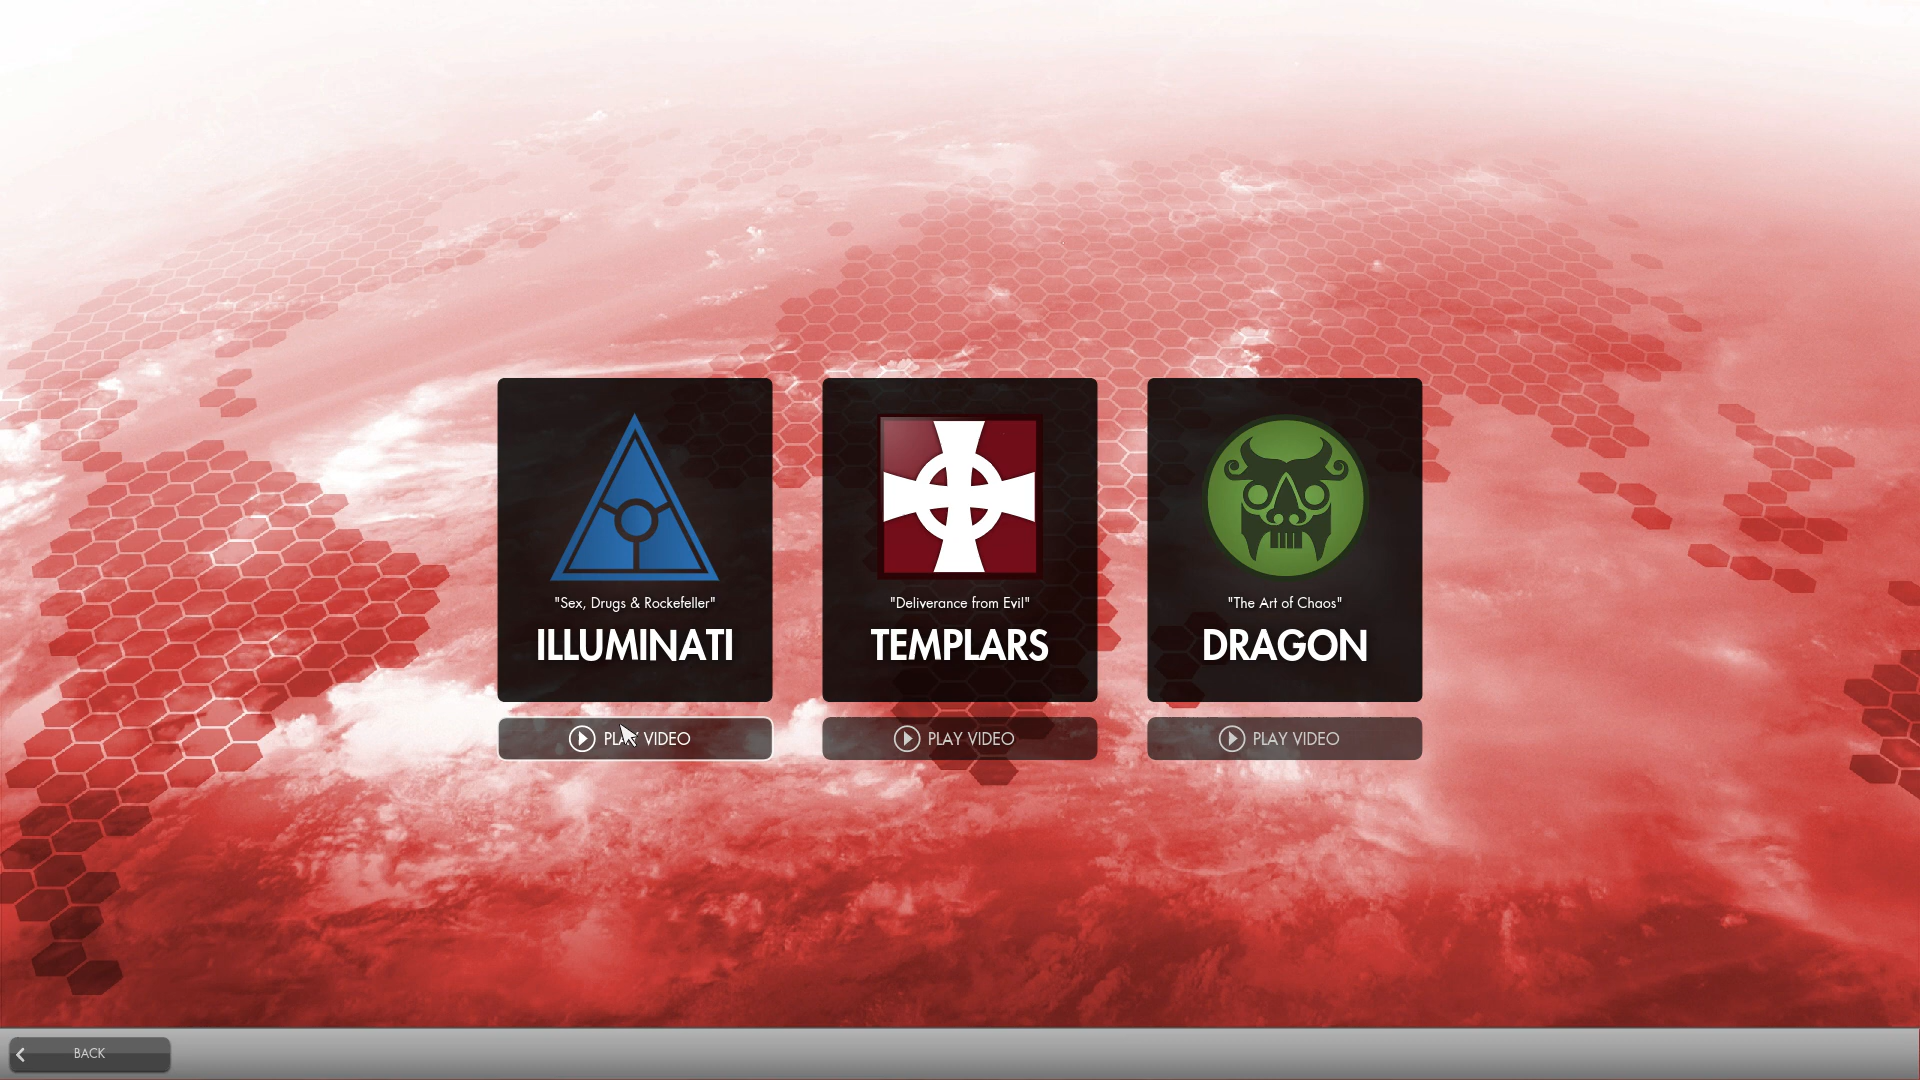 "Sex, Drugs & Rockefeller"
ILLUMINATI
PLAY VIDEO
"Deliverance from Evil"
TEMPLARS
PLAY VIDEO
"The Art of Chaos"
DRAGON
PLAY VIDEO
BACK